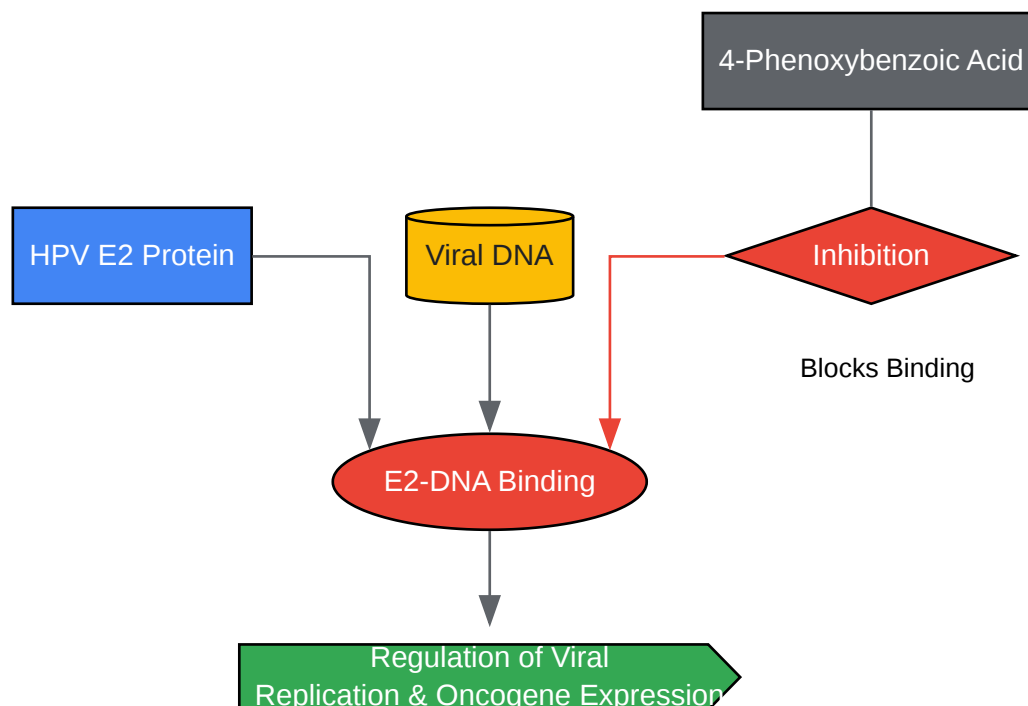 4-Phenoxybenzoic Acid
HPV E2 Protein
Viral DNA
Inhibition
Blocks Binding
E2-DNA Binding
Regulation of Viral
Replication & Oncogene Expression